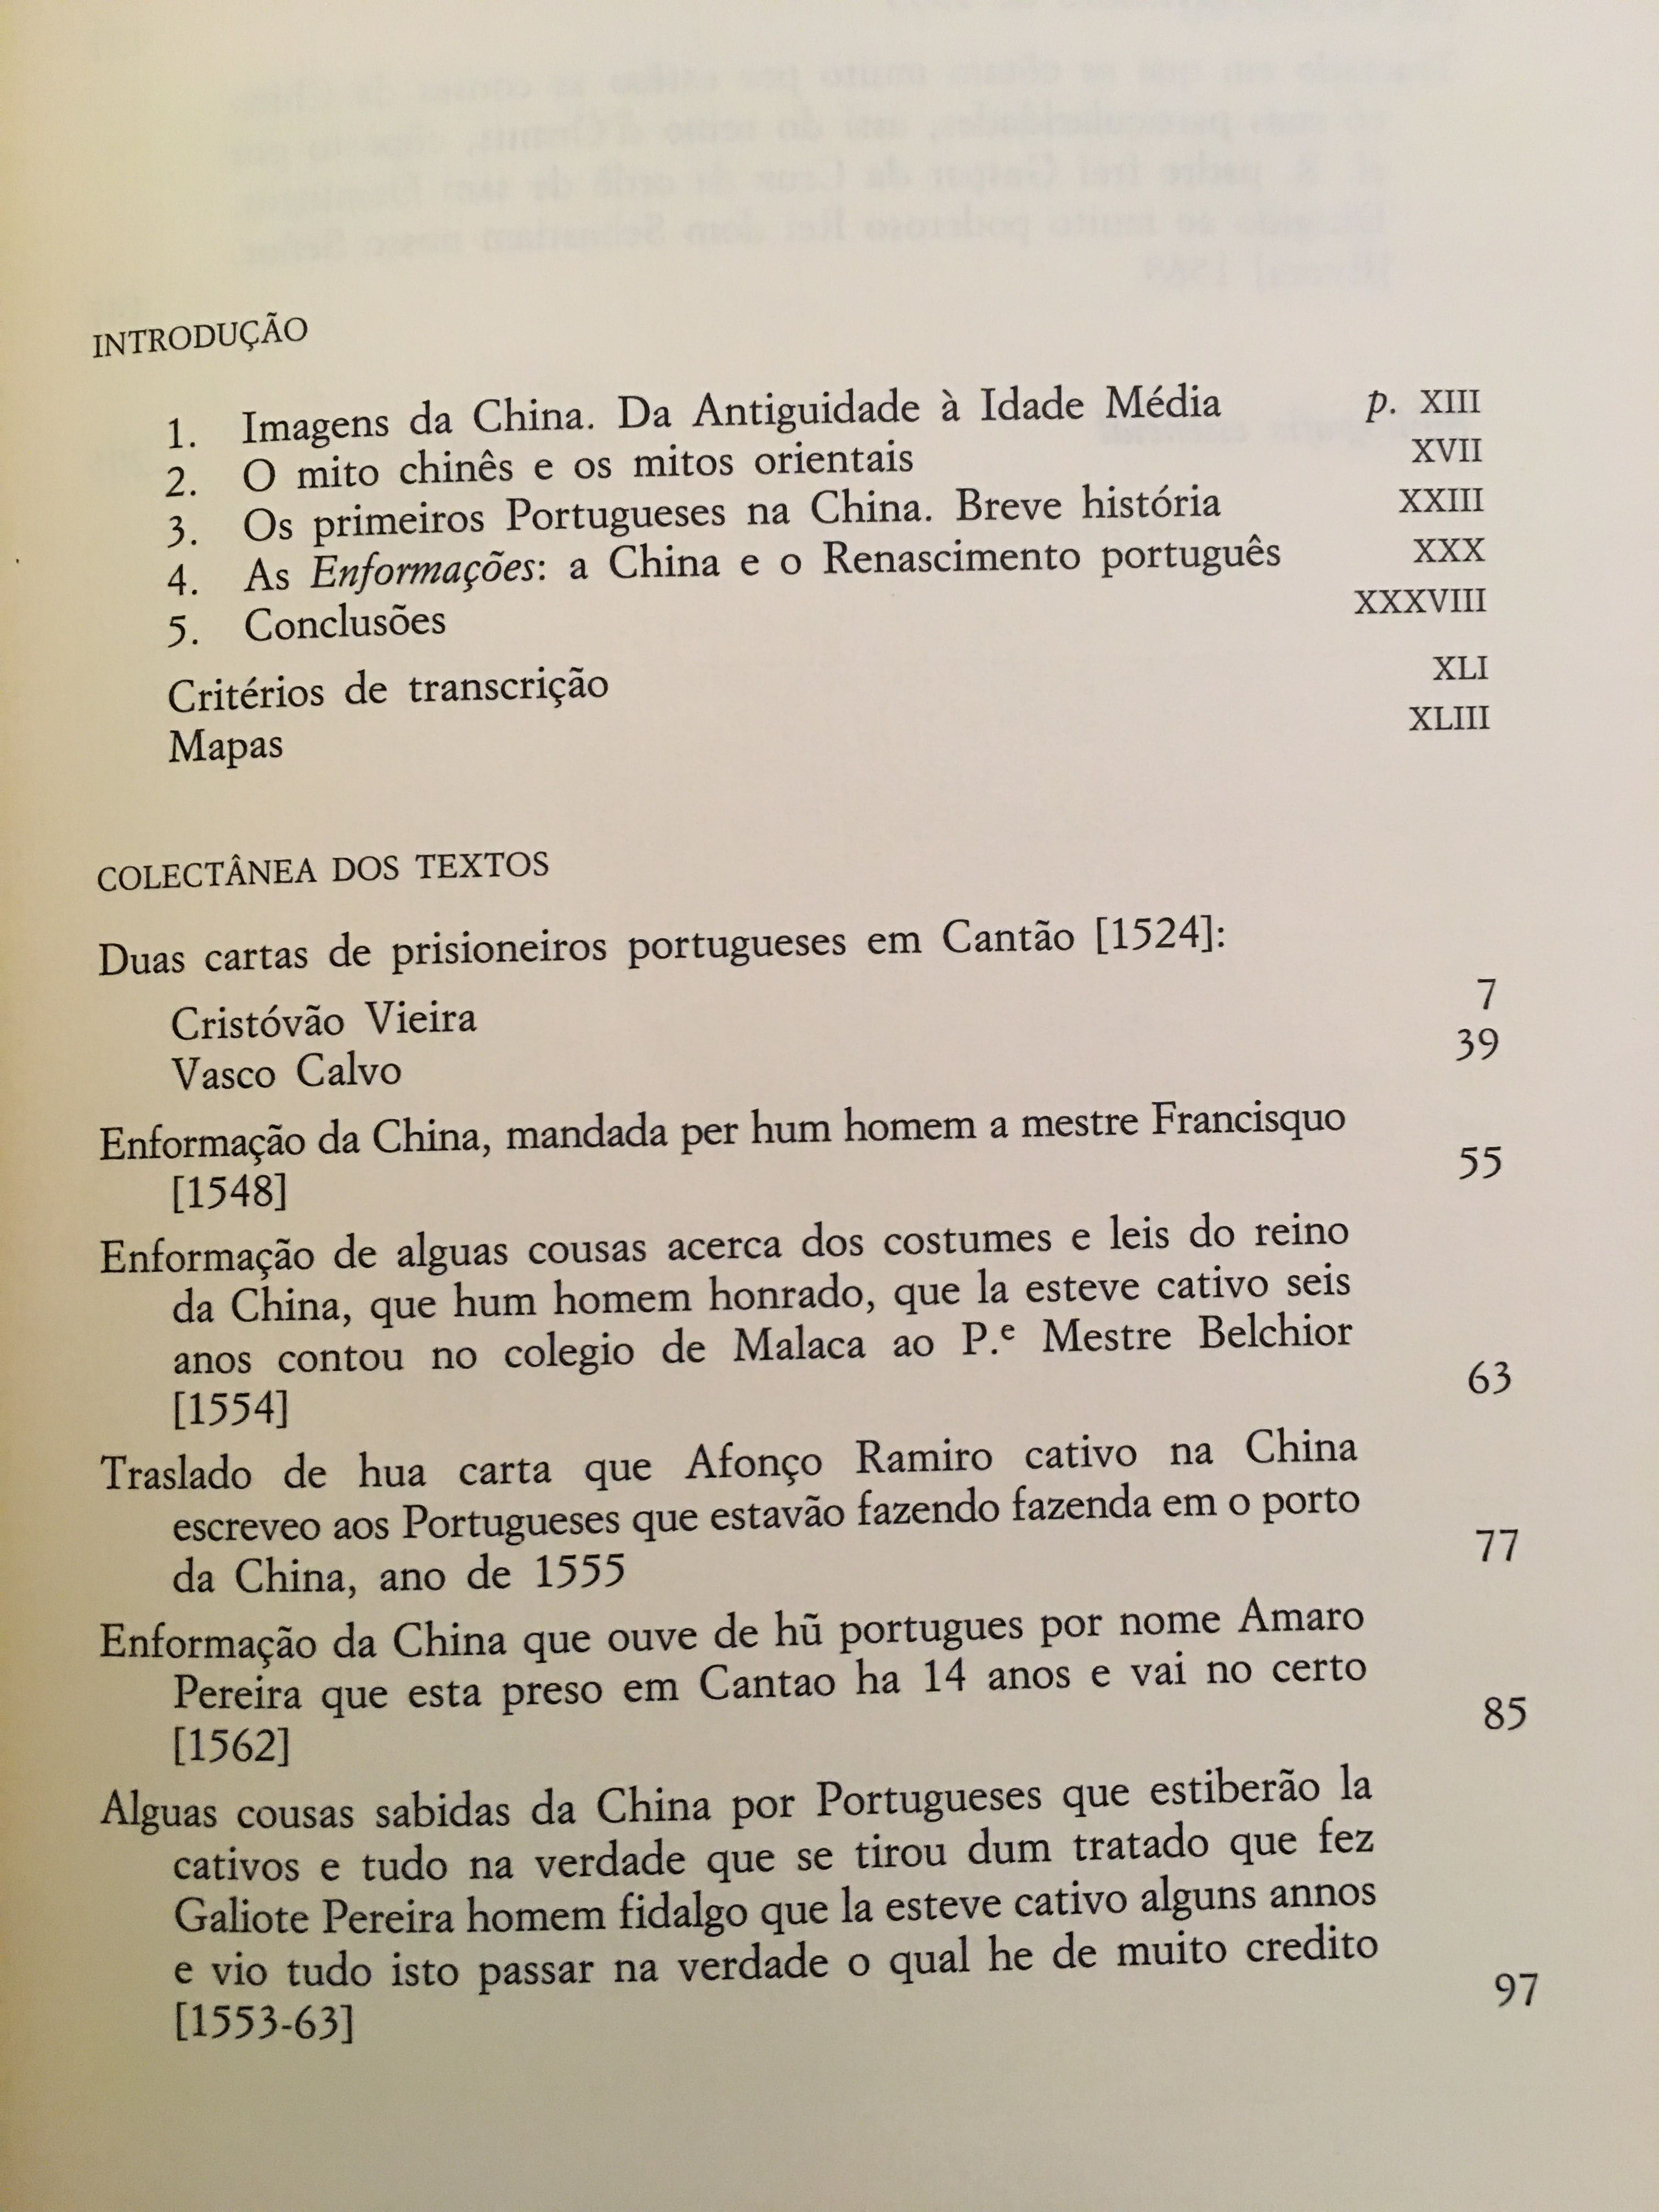 INTRODUÇÃO
1. Imagens da China. Da Antiguidade à Idade Média p. XIII
2. O mito chinês e os mitos orientais XVII
3. Os primeiros Portugueses na China. Breve história XXIII
4. As Enformações: a China e o Renascimento português XXX
5. Conclusões XXXVIII
Critérios de transcrição XLI
Mapas XLIII
COLECTÂNEA DOS TEXTOS
Duas cartas de prisioneiros portugueses em Cantão [1524]:
Cristóvão Vieira 7
Vasco Calvo 39
Enformação da China, mandada per hum homem a mestre Francisquo
[1548] 55
Enformação de alguas cousas acerca dos costumes e leis do reino
da China, que hum homem honrado, que la esteve cativo seis
anos contou no colegio de Malaca ao P.e Mestre Belchior
[1554] 63
Traslado de hua carta que Afonço Ramiro cativo na China
escreveo aos Portugueses que estavão fazendo fazenda em o porto
da China, ano de 1555 77
Enformação da China que ouve de hũ portugues por nome Amaro
Pereira que esta preso em Cantao ha 14 anos e vai no certo
[1562] 85
Alguas cousas sabidas da China por Portugueses que estiberão la
cativos e tudo na verdade que se tirou dum tratado que fez
Galiote Pereira homem fidalgo que la esteve cativo alguns annos
e vio tudo isto passar na verdade o qual he de muito credito
[1553-63] 97